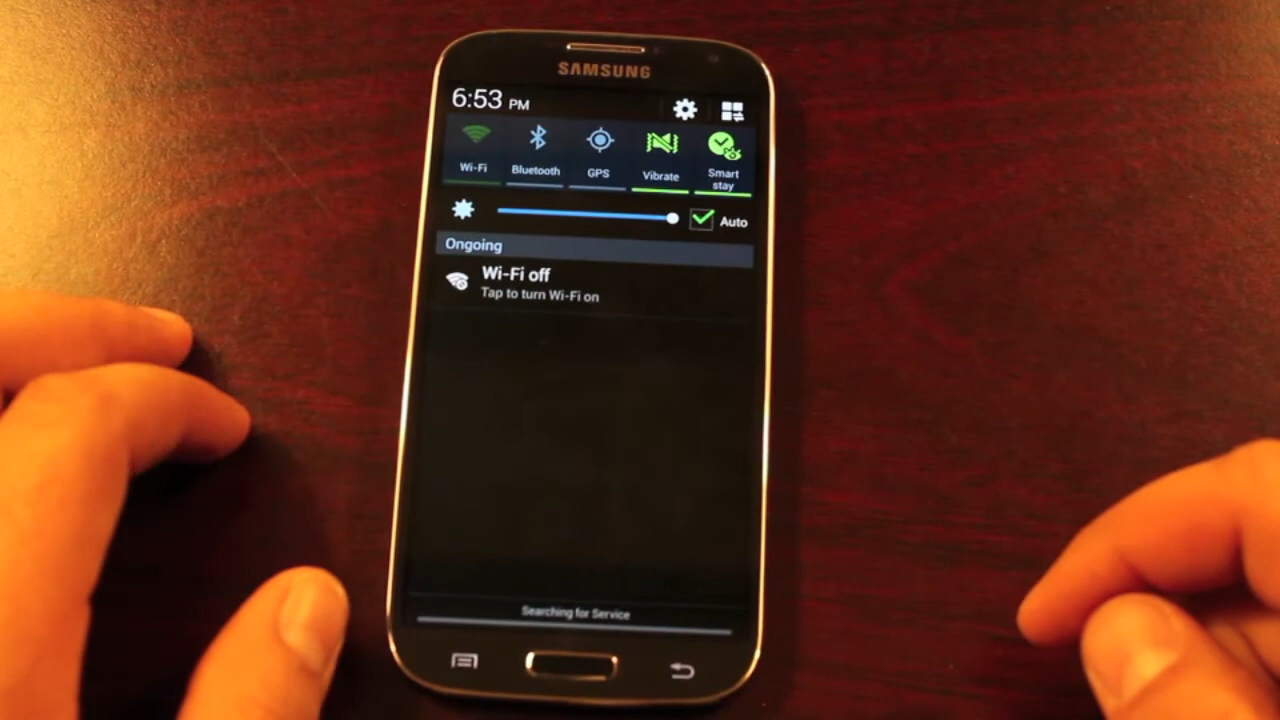 SAMSUNG
6:53 PM
Wi-Fi
Bluetooth
GPS
Vibrate
Smart
stay
Auto
Ongoing
Wi-Fi off
Tap to turn Wi-Fi on
Searching for Service